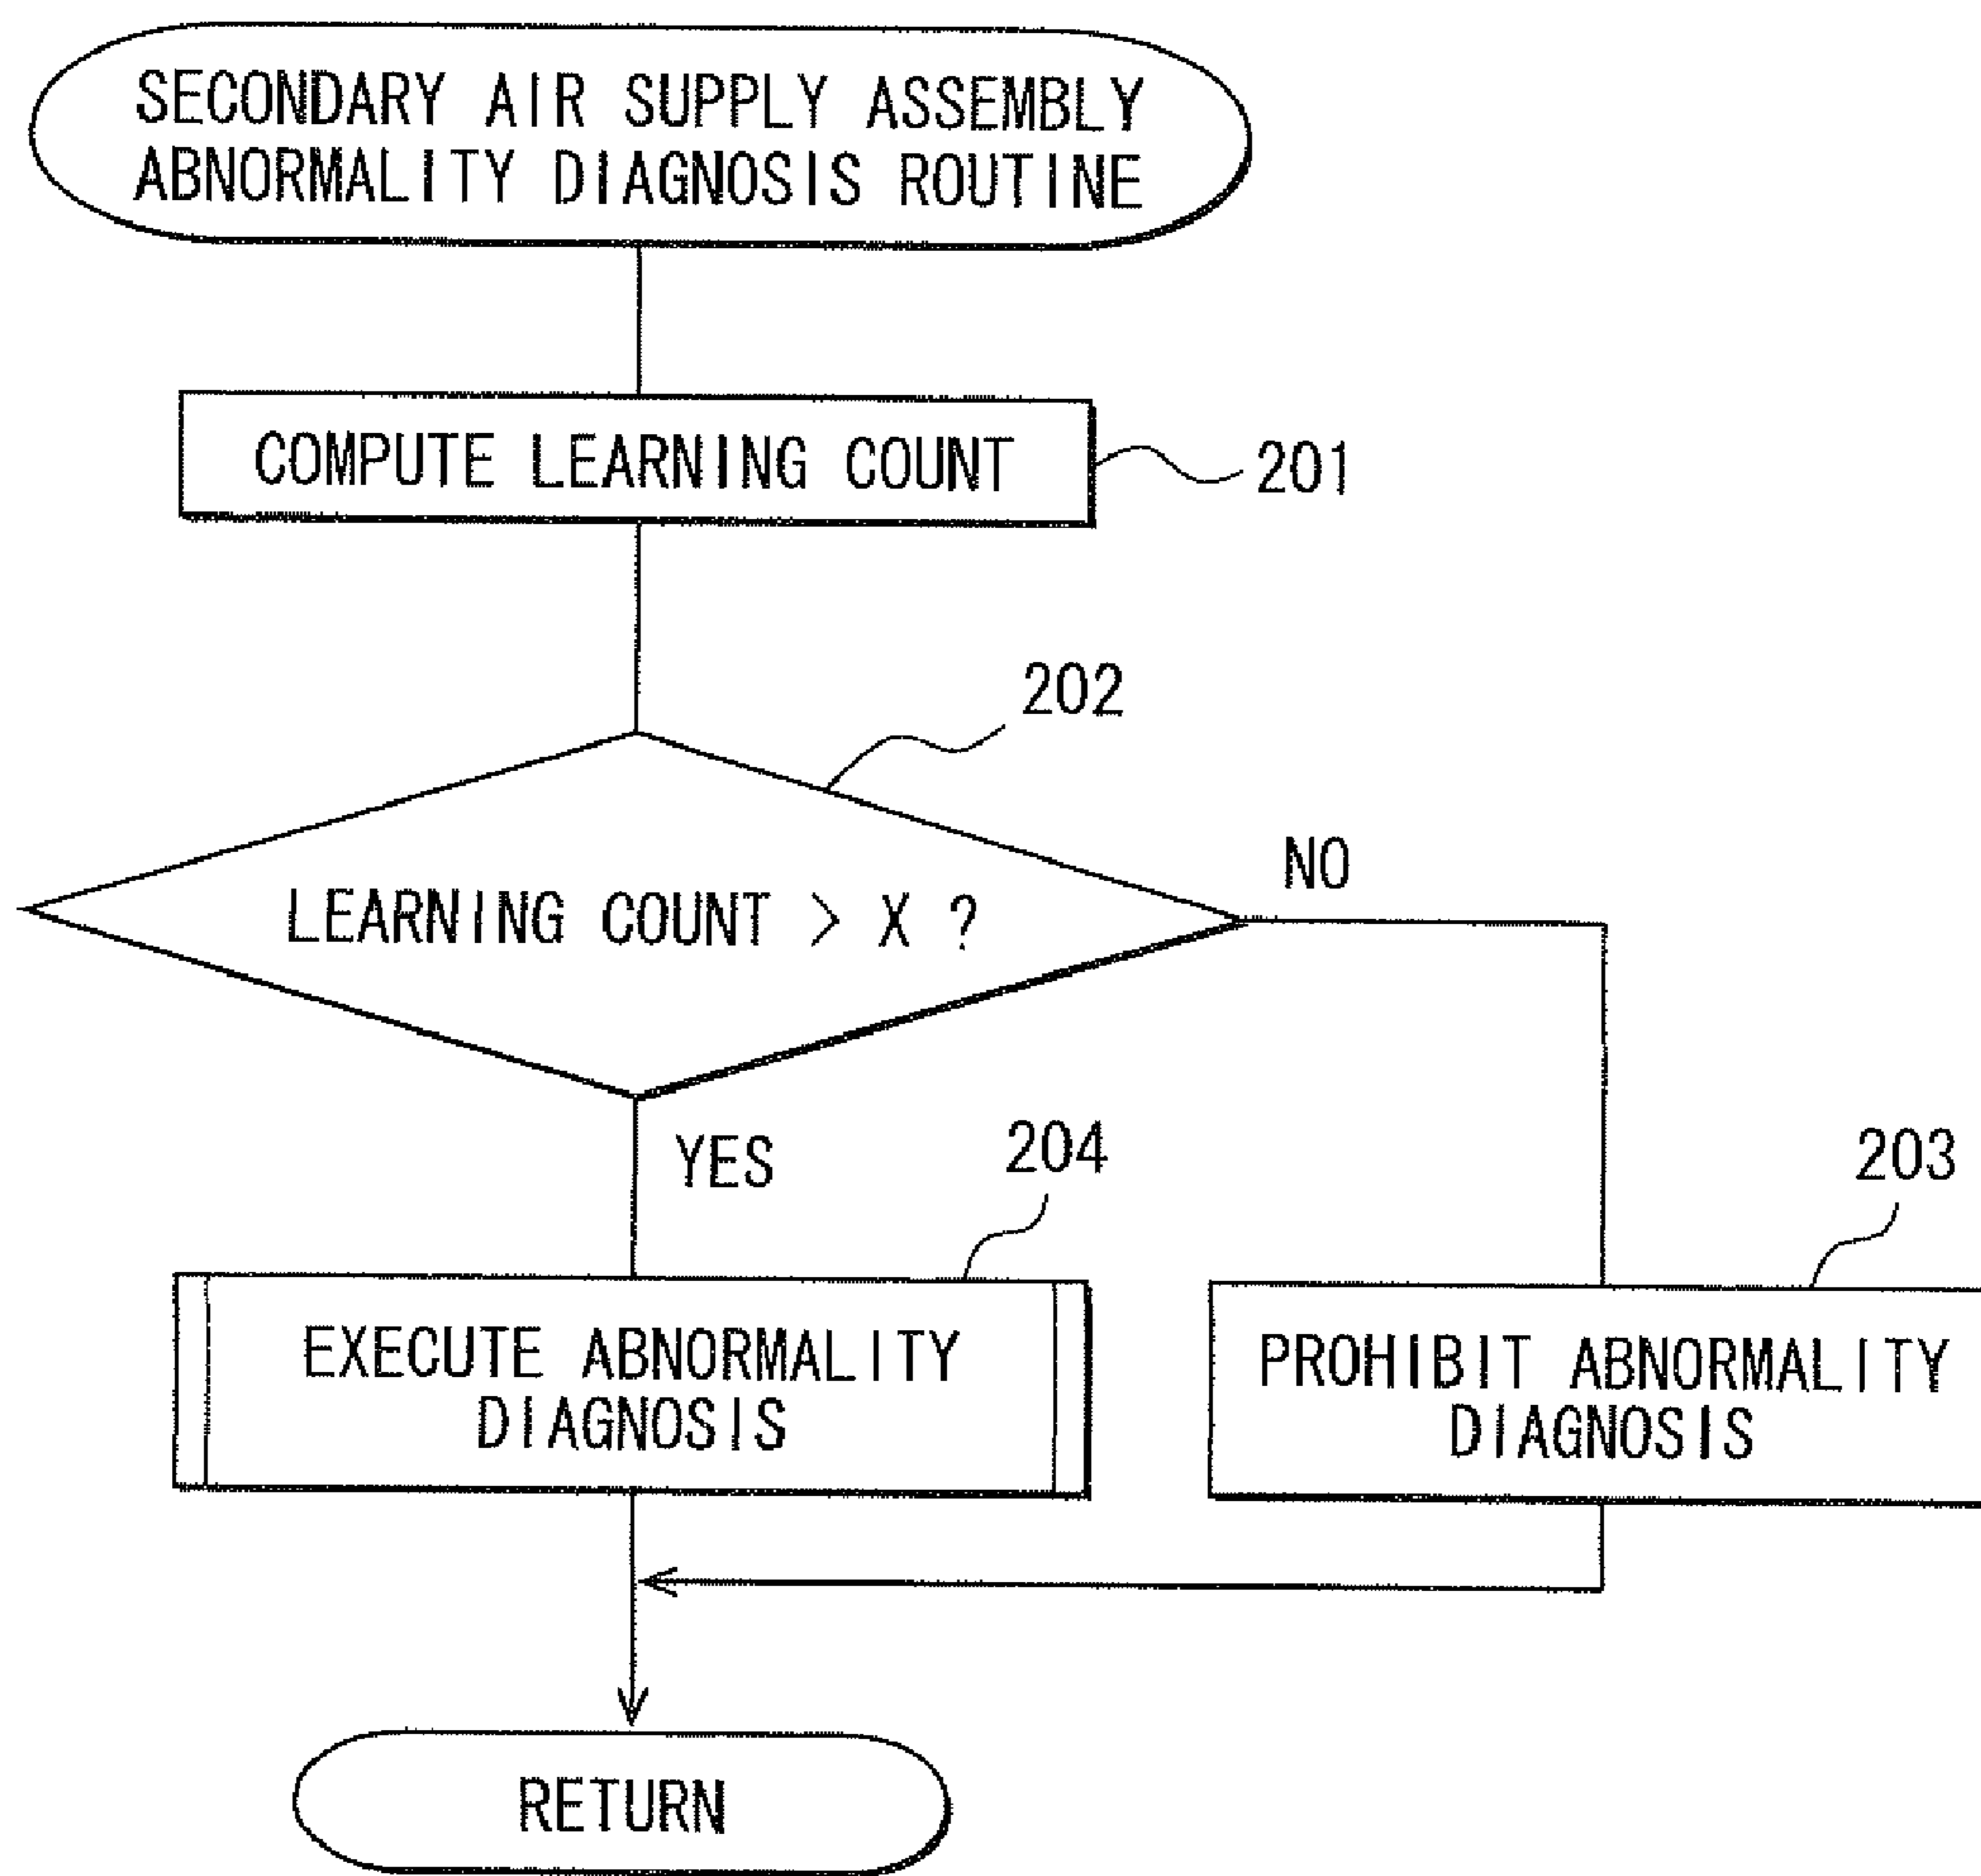 SECONDARY AIR SUPPLY ASSEMBLY
ABNORMALITY DIAGNOSIS ROUTINE
COMPUTE LEARNING COUNT
201
202
LEARNING COUNT > X ?
NO
YES
204
203
EXECUTE ABNORMALITY
DIAGNOSIS
PROHIBIT ABNORMALITY
DIAGNOSIS
RETURN